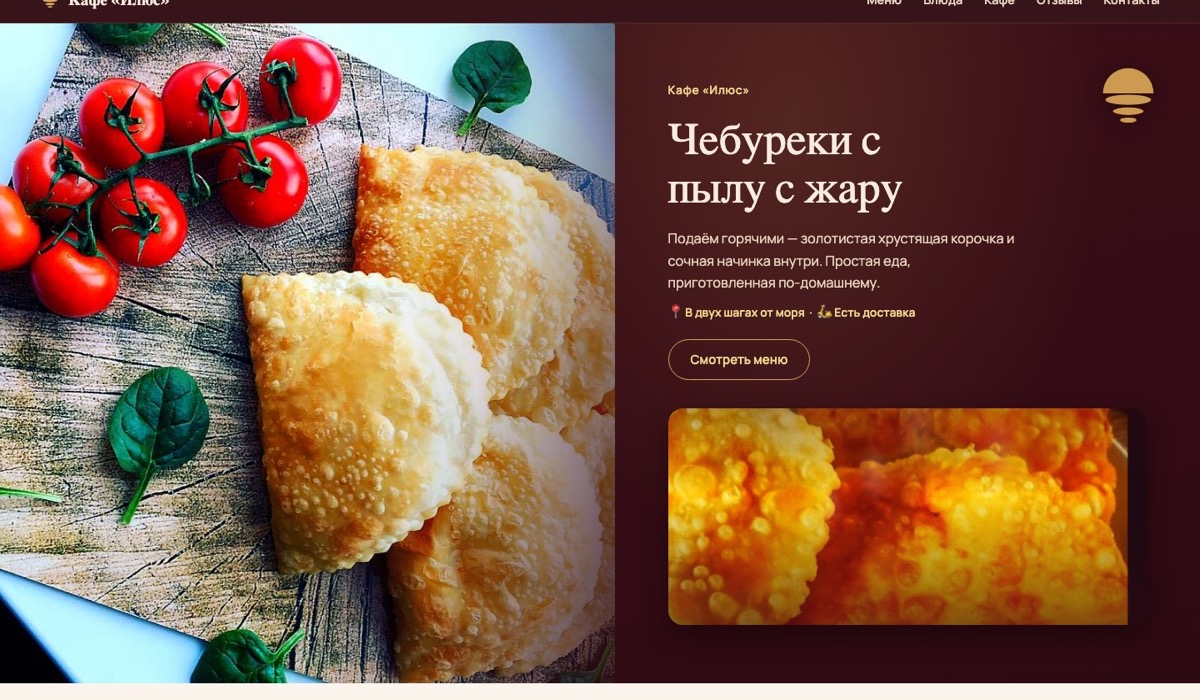 Кафе «Илюс»
Меню Блюда Кафе Отзывы Контакты
Кафе «Илюс»
Чебуреки с
пылу с жару
Подаём горячими — золотистая хрустящая корочка и
сочная начинка внутри. Простая еда,
приготовленная по-домашнему.
📍 В двух шагах от моря · 🛵 Есть доставка
Смотреть меню